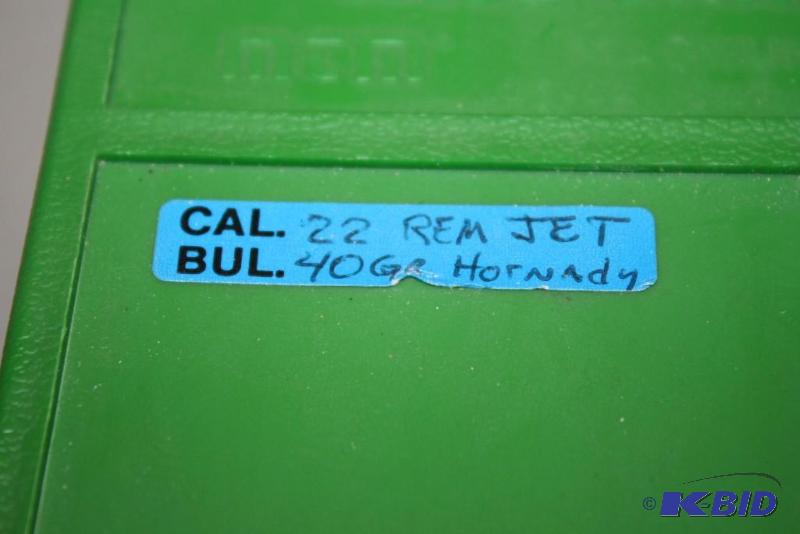 CAL. 22 REM JET
BUL. 40GR HOrNAdy
© K-BID